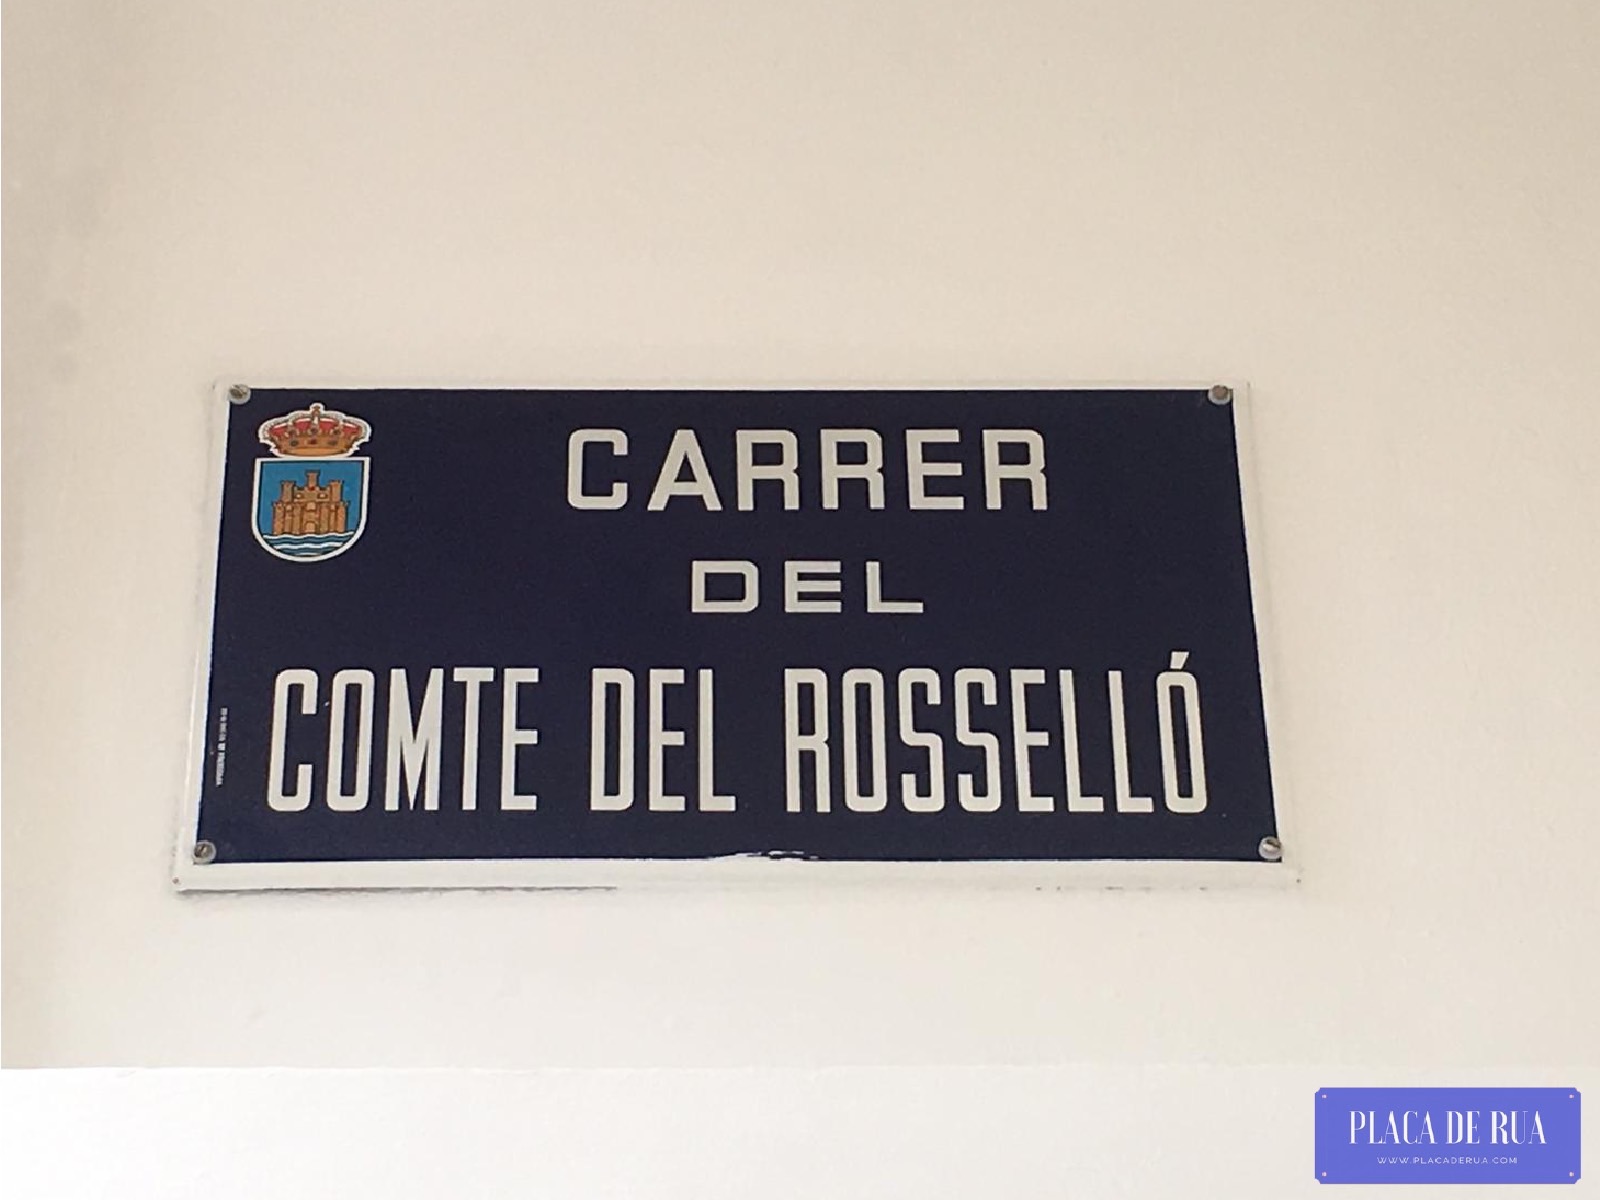 CARRER
DEL
COMTE DEL ROSSELLÓ
PLACA DE RUA
WWW.PLACADERUA.COM